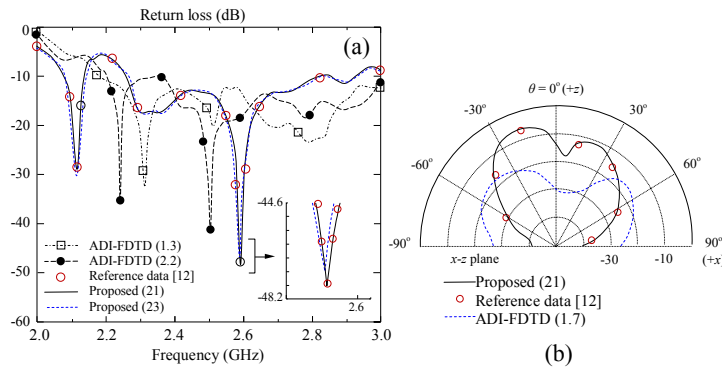 Return loss (dB)
(a)
0
-10
-20
-30
-40
-50
-60
2.0
2.2
2.4
2.6
2.8
3.0
Frequency (GHz)
ADI-FDTD (1.3)
ADI-FDTD (2.2)
Reference data [12]
Proposed (21)
Proposed (23)
-44.6
-48.2
2.6
θ = 0° (+z)
-30°
30°
-60°
60°
-90°
90°
x-z plane
-30
-10
(+x)
Proposed (21)
Reference data [12]
ADI-FDTD (1.7)
(b)